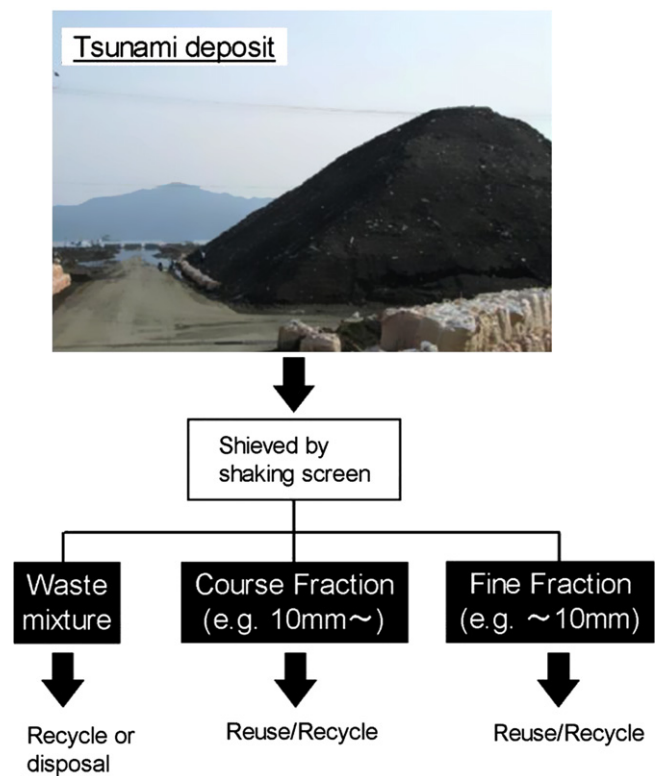 Tsunami deposit
Shieved by
shaking screen
Waste
mixture
Course Fraction
(e.g. 10mm～)
Fine Fraction
(e.g. ～10mm)
Recycle or
disposal
Reuse/Recycle
Reuse/Recycle